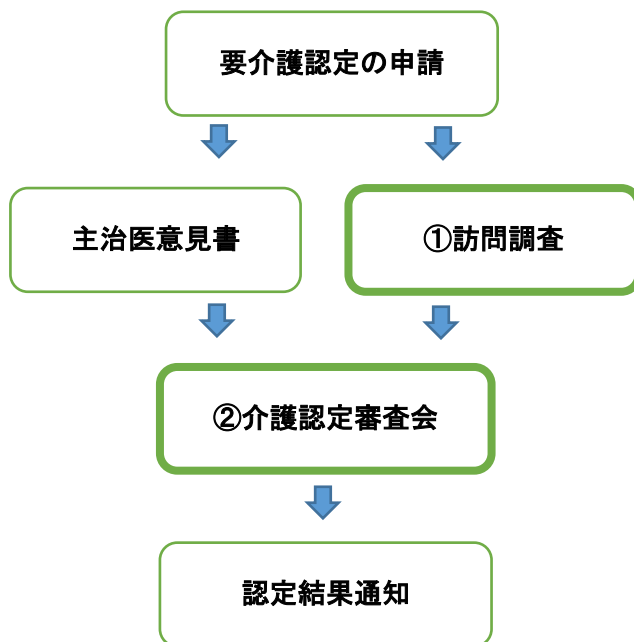 要介護認定の申請
主治医意見書
①訪問調査
②介護認定審査会
認定結果通知